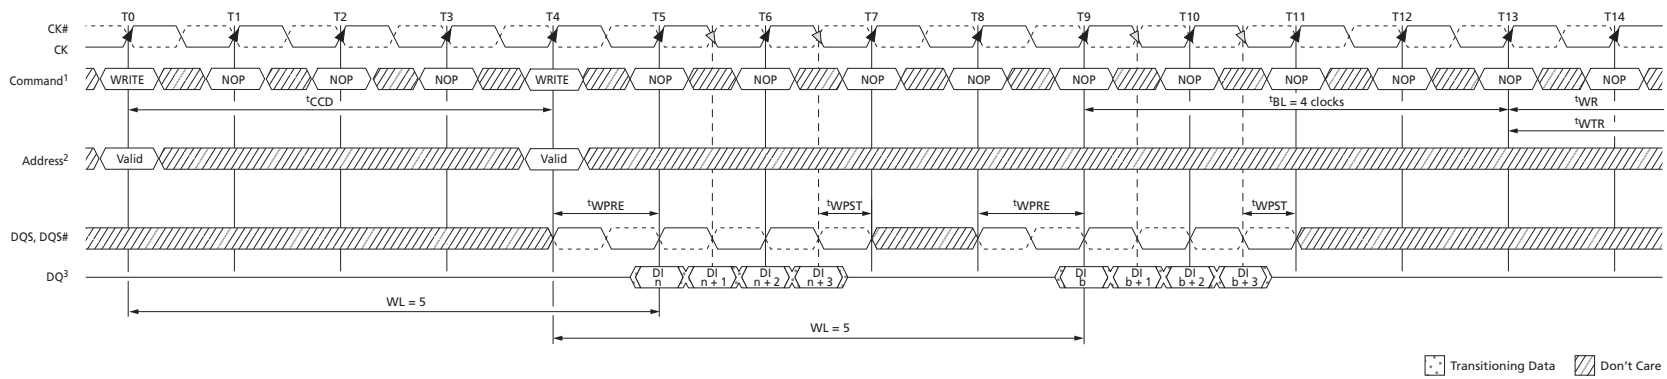 T0 T1 T2 T3 T4 T5 T6 T7 T8 T9 T10 T11 T12 T13 T14
CK#
CK
Command1 WRITE NOP NOP NOP WRITE NOP NOP NOP NOP NOP NOP NOP NOP NOP NOP
tCCD tBL = 4 clocks tWR
tWTR
Address2 Valid Valid
tWPRE tWPST tWPRE tWPST
DQS, DQS#
DQ3 DI n DI n + 1 DI n + 2 DI n + 3 DI b DI b + 1 DI b + 2 DI b + 3
WL = 5
WL = 5
Transitioning Data Don't Care